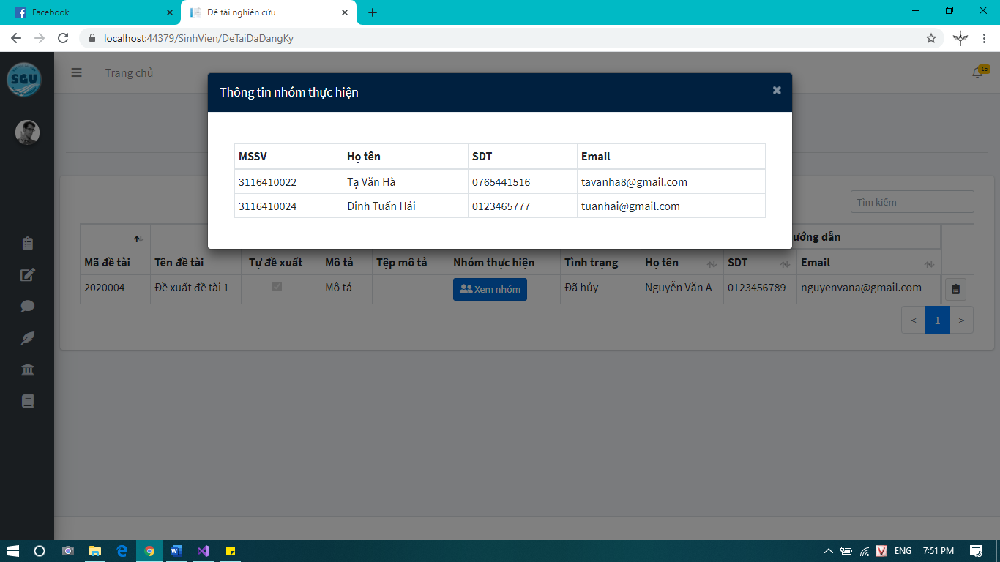 Facebook
Đề tài nghiên cứu
localhost:44379/SinhVien/DeTaiDaDangKy
SGU
Trang chủ
15
Thông tin nhóm thực hiện
MSSV Họ tên SDT Email
3116410022 Tạ Văn Hà 0765441516 tavanha8@gmail.com
3116410024 Đinh Tuấn Hải 0123465777 tuanhai@gmail.com
Tìm kiếm
ướng dẫn
Mã đề tài Tên đề tài Tự đề xuất Mô tả Tệp mô tả Nhóm thực hiện Tình trạng Họ tên SDT Email
2020004 Đề xuất đề tài 1 Mô tả Xem nhóm Đã hủy Nguyễn Văn A 0123456789 nguyenvana@gmail.com
< 1 >
ENG 7:51 PM